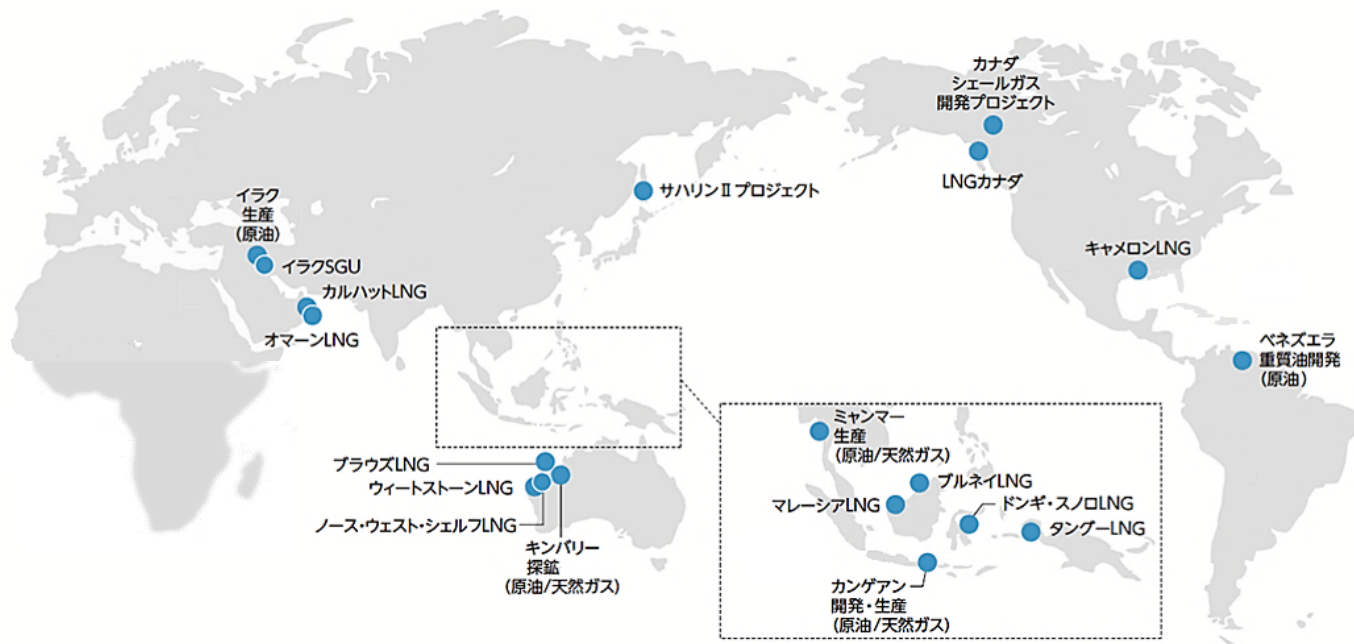 カナダ
シェールガス
開発プロジェクト
LNGカナダ
サハリンⅡ プロジェクト
イラク
生産
(原油)
イラクSGU
カルハットLNG
オマーンLNG
キャメロンLNG
ベネズエラ
重質油開発
(原油)
ブラウズLNG
ウィートストーンLNG
ノース・ウェスト・シェルフLNG
キンバリー
探鉱
(原油/天然ガス)
ミャンマー
生産
(原油/天然ガス)
ブルネイLNG
マレーシアLNG
ドンギ・スノロLNG
タングーLNG
カンゲアン
開発・生産
(原油/天然ガス)